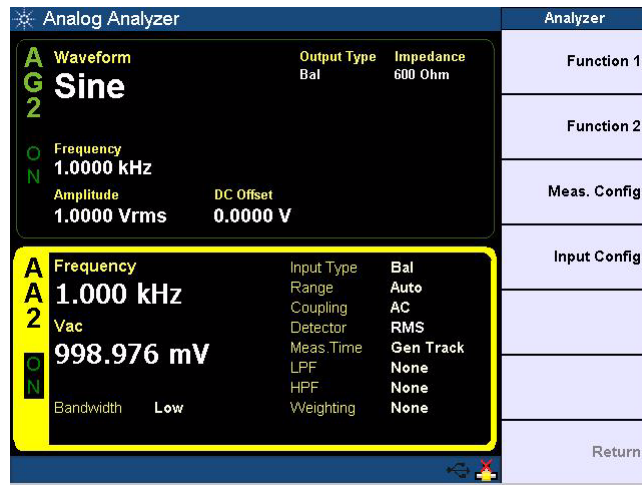 Analog Analyzer
Analyzer
AG2
ON
Waveform
Sine
Output Type Impedance
Bal 600 Ohm
Frequency
1.0000 kHz
Amplitude DC Offset
1.0000 Vrms 0.0000 V
AA2
ON
Frequency
1.000 kHz
Vac
998.976 mV
Bandwidth Low
Input Type Bal
Range Auto
Coupling AC
Detector RMS
Meas.Time Gen Track
LPF None
HPF None
Weighting None
Function 1
Function 2
Meas. Config
Input Config
Return